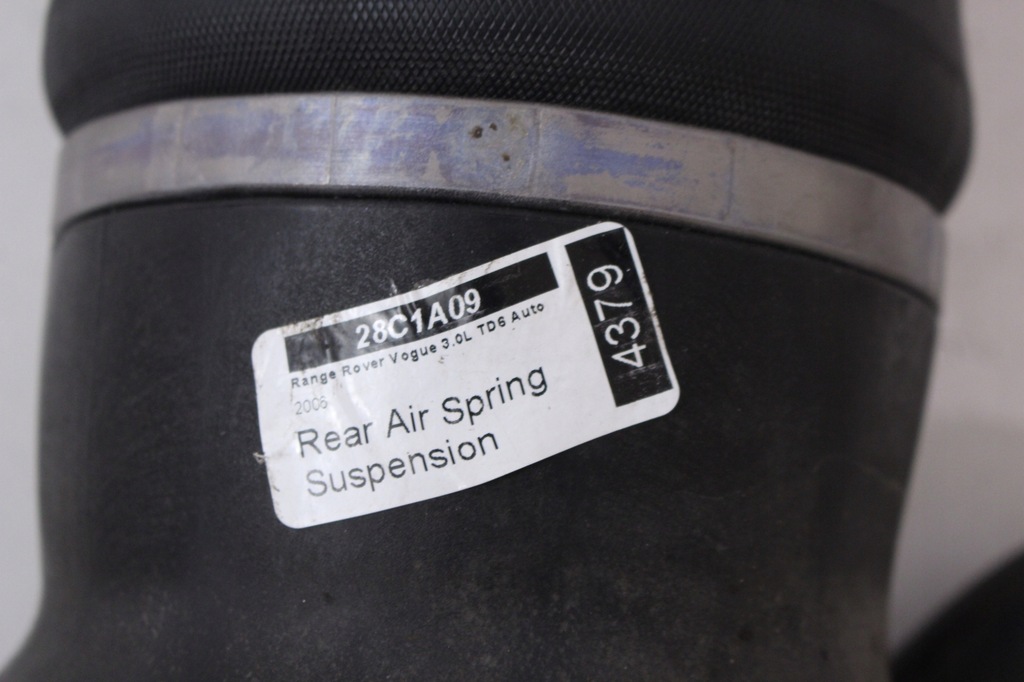 28C1A09
Range Rover Vogue 3.0L TD6 Auto
2006
Rear Air Spring
Suspension
4379